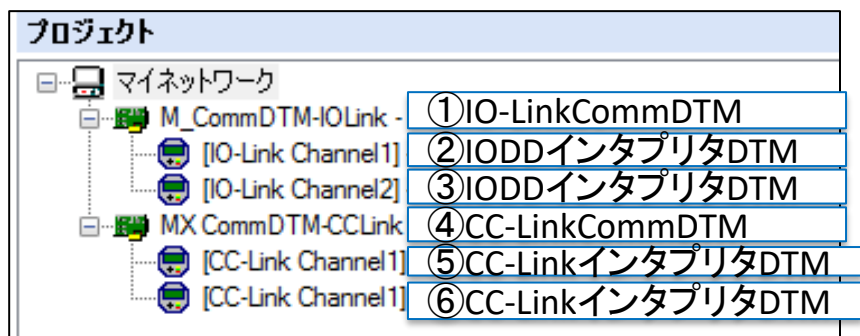 プロジェクト
マイネットワーク
M_CommDTM-IOLink - ①IO-LinkCommDTM
[IO-Link Channel1] ②IODDインタプリタDTM
[IO-Link Channel2] ③IODDインタプリタDTM
MX CommDTM-CCLink ④CC-LinkCommDTM
[CC-Link Channel1] ⑤CC-LinkインタプリタDTM
[CC-Link Channel1] ⑥CC-LinkインタプリタDTM